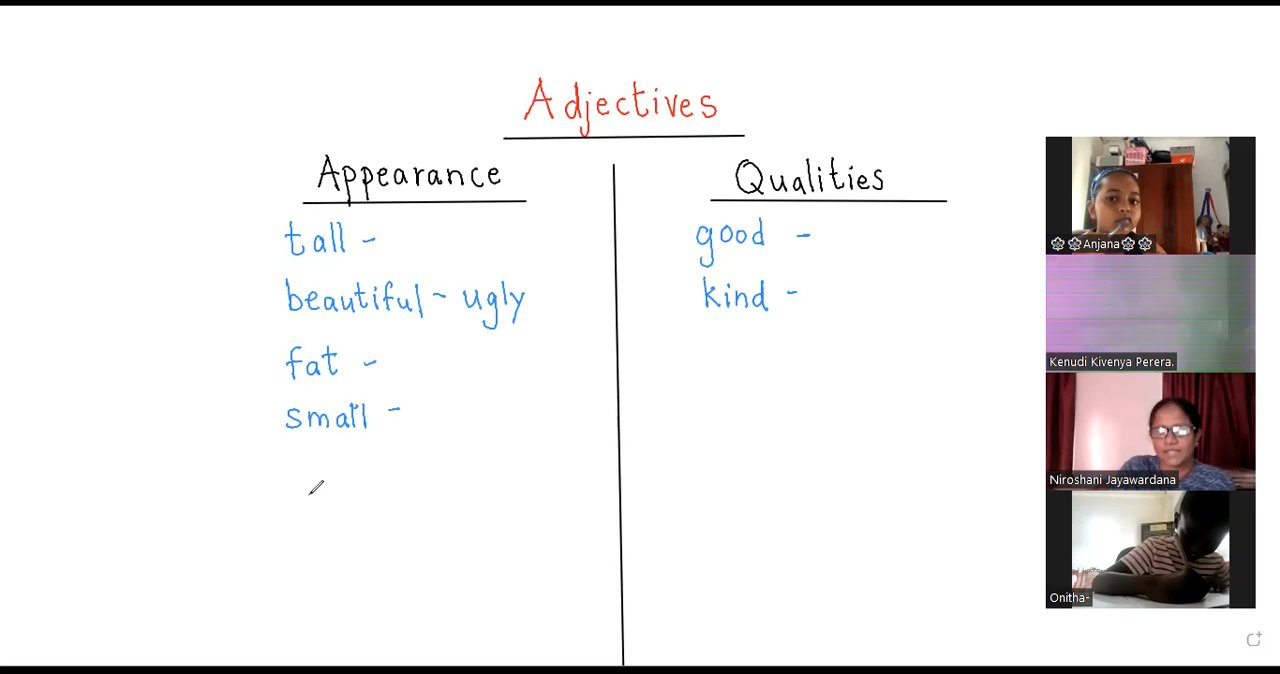 Adjectives
Appearance
tall -
beautiful - ugly
fat -
small -
Qualities
good -
kind -
🏵🏵Anjana🏵🏵
Kenudi Kivenya Perera.
Niroshani Jayawardana
Onitha-